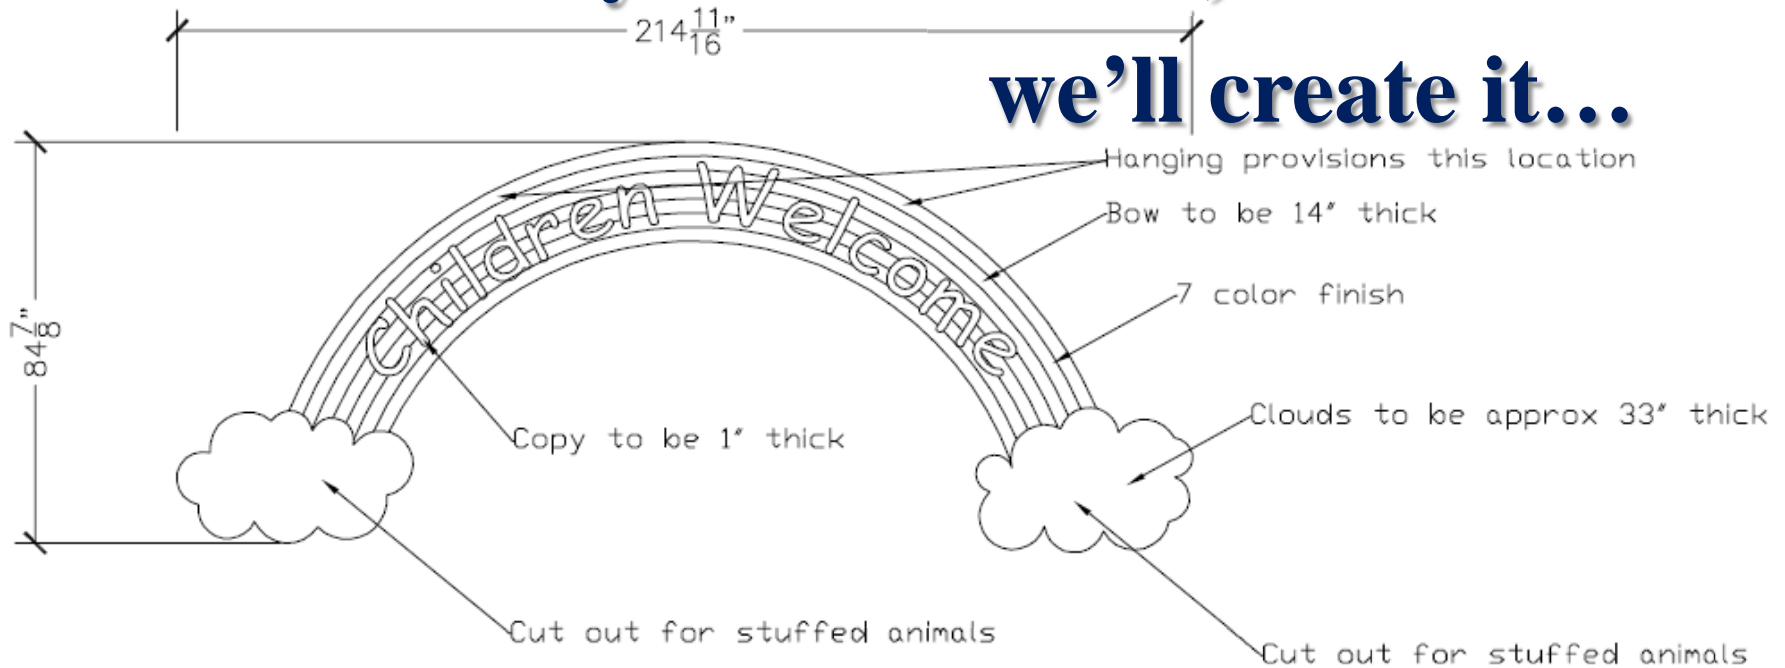 214 11/16"
we'll create it...
Hanging provisions this location
Bow to be 14" thick
7 color finish
84 7/8"
Children Welcome
Clouds to be approx 33" thick
Copy to be 1" thick
Cut out for stuffed animals
Cut out for stuffed animals